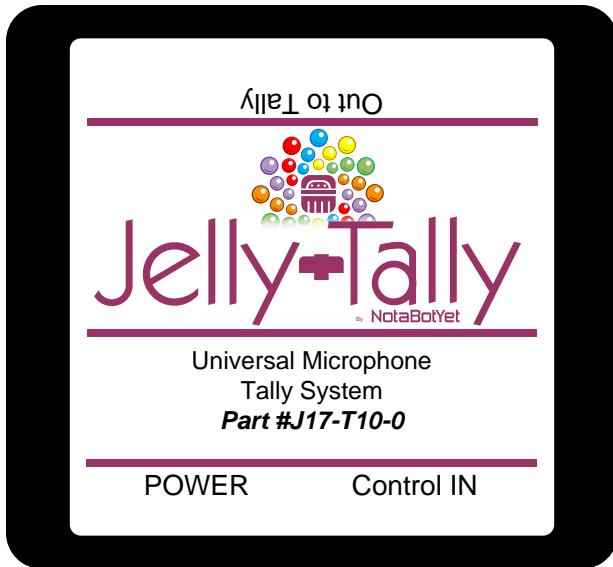 Out to Tally
Jelly-Tally
By NotaBotYet
Universal Microphone
Tally System
Part #J17-T10-0
POWER Control IN